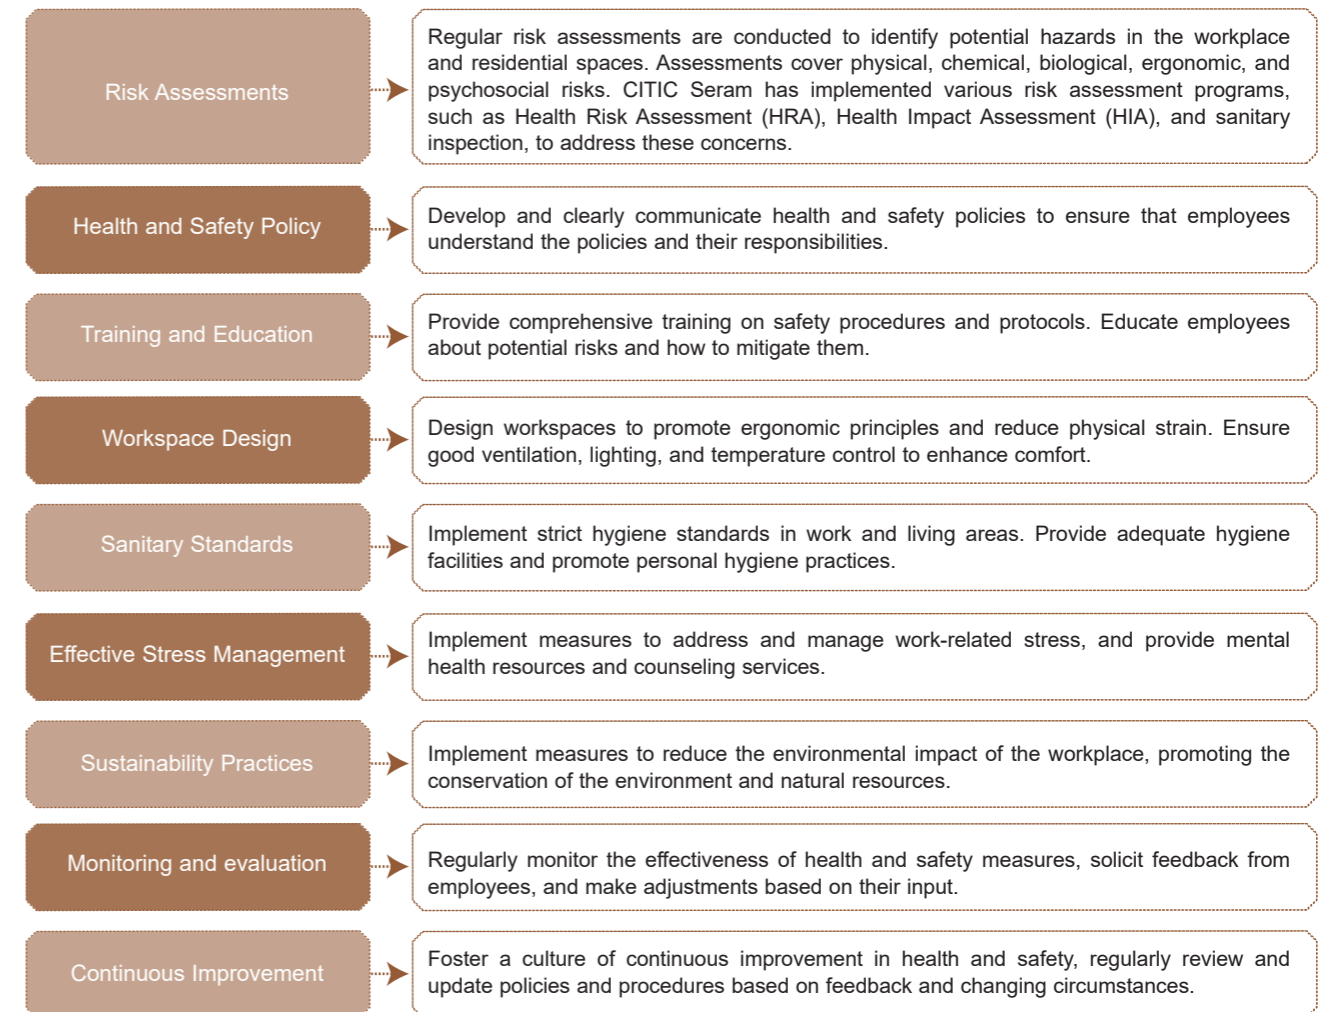 Risk Assessments
Regular risk assessments are conducted to identify potential hazards in the workplace
and residential spaces. Assessments cover physical, chemical, biological, ergonomic, and
psychosocial risks. CITIC Seram has implemented various risk assessment programs,
such as Health Risk Assessment (HRA), Health Impact Assessment (HIA), and sanitary
inspection, to address these concerns.
Health and Safety Policy
Develop and clearly communicate health and safety policies to ensure that employees
understand the policies and their responsibilities.
Training and Education
Provide comprehensive training on safety procedures and protocols. Educate employees
about potential risks and how to mitigate them.
Workspace Design
Design workspaces to promote ergonomic principles and reduce physical strain. Ensure
good ventilation, lighting, and temperature control to enhance comfort.
Sanitary Standards
Implement strict hygiene standards in work and living areas. Provide adequate hygiene
facilities and promote personal hygiene practices.
Effective Stress Management
Implement measures to address and manage work-related stress, and provide mental
health resources and counseling services.
Sustainability Practices
Implement measures to reduce the environmental impact of the workplace, promoting the
conservation of the environment and natural resources.
Monitoring and evaluation
Regularly monitor the effectiveness of health and safety measures, solicit feedback from
employees, and make adjustments based on their input.
Continuous Improvement
Foster a culture of continuous improvement in health and safety, regularly review and
update policies and procedures based on feedback and changing circumstances.